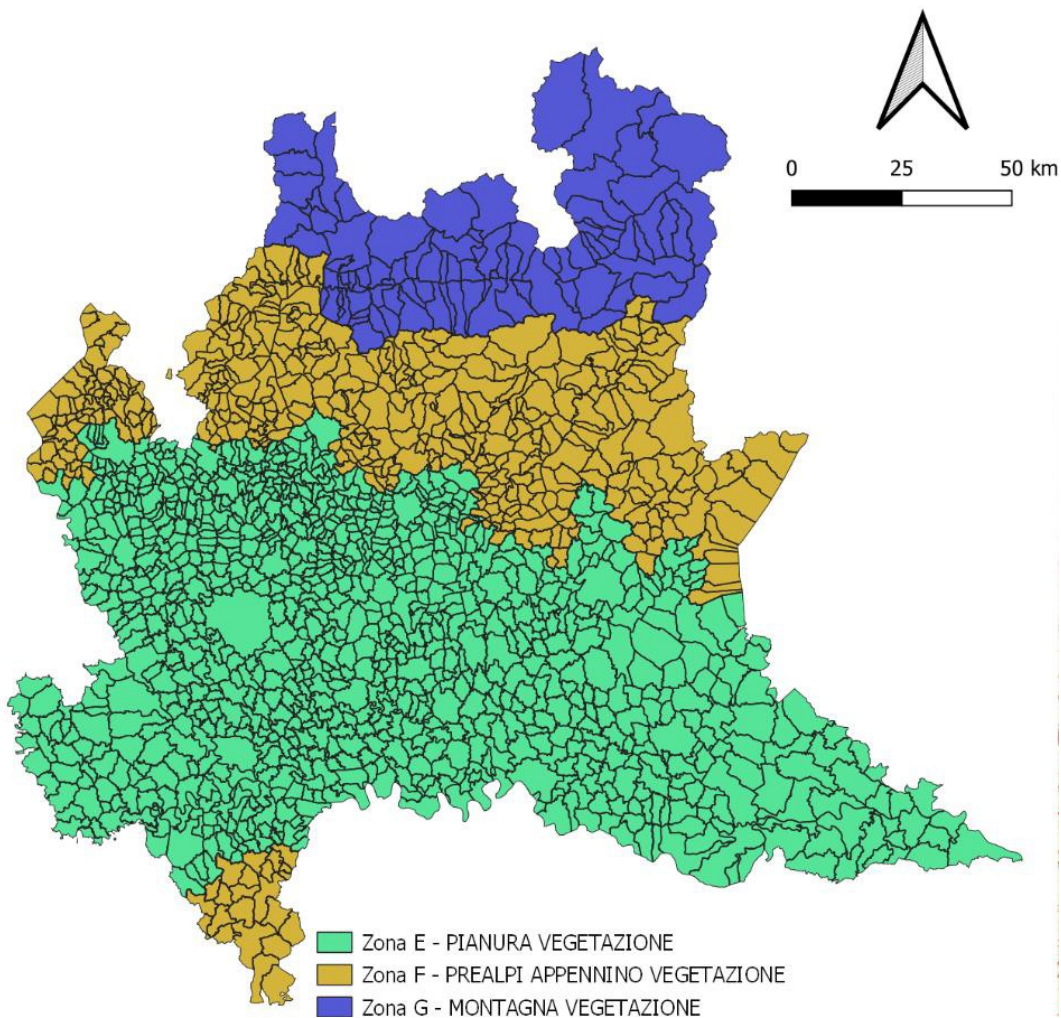 0 25 50 km
Zona E - PIANURA VEGETAZIONE
Zona F - PREALPI APPENNINO VEGETAZIONE
Zona G - MONTAGNA VEGETAZIONE